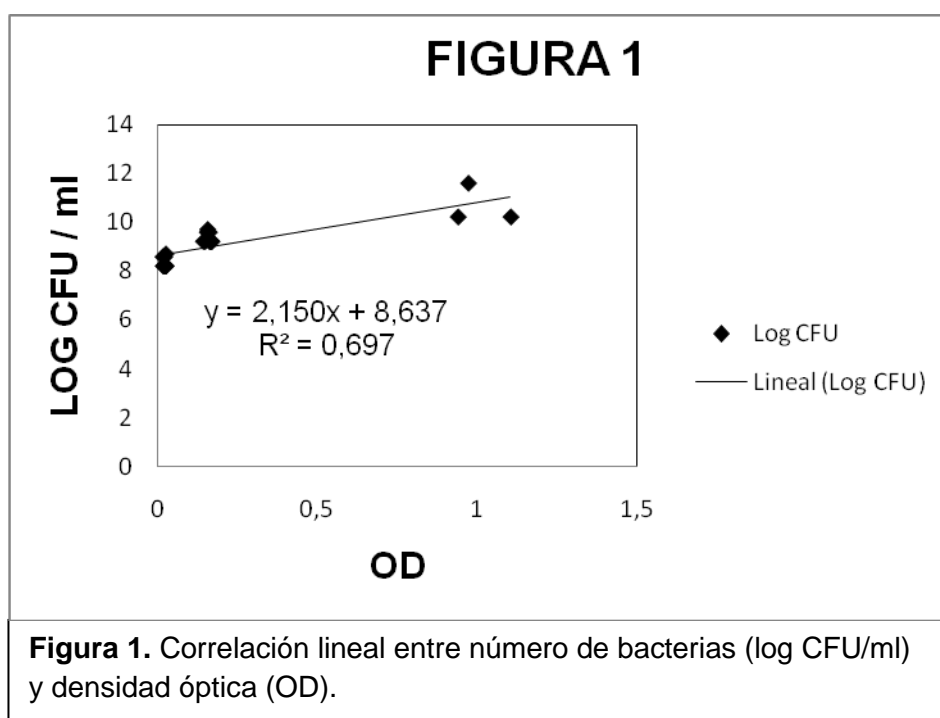 FIGURA 1
LOG CFU / ml
14
12
10
8
6
4
2
0
y = 2,150x + 8,637
R² = 0,697
Log CFU
Lineal (Log CFU)
0 0,5 1 1,5
OD
Figura 1. Correlación lineal entre número de bacterias (log CFU/ml)
y densidad óptica (OD).